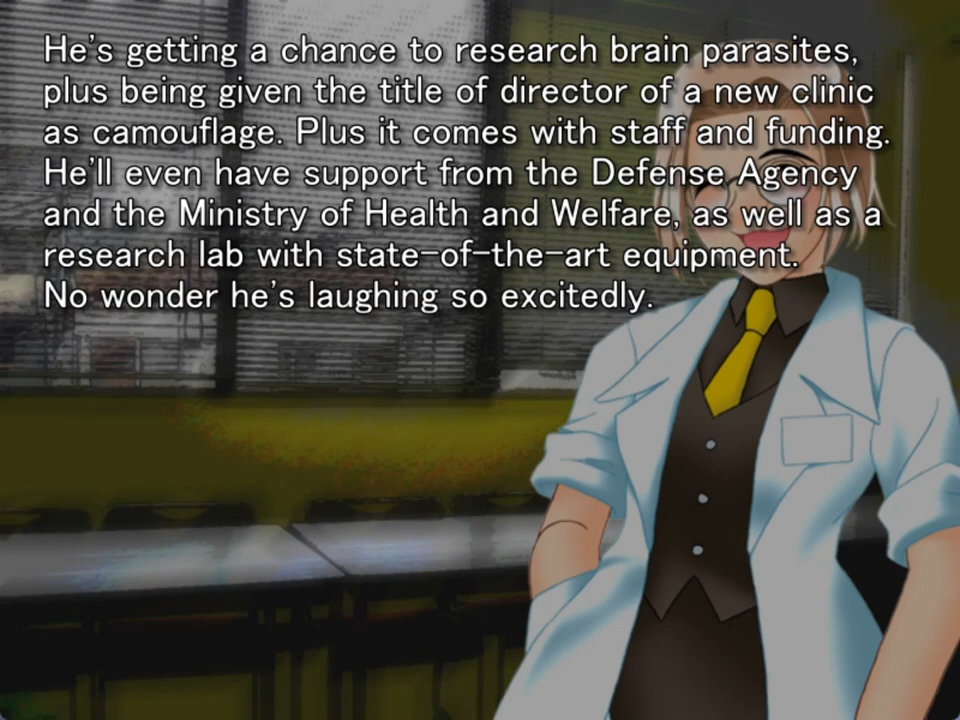 He's getting a chance to research brain parasites,
plus being given the title of director of a new clinic
as camouflage. Plus it comes with staff and funding.
He'll even have support from the Defense Agency
and the Ministry of Health and Welfare, as well as a
research lab with state-of-the-art equipment.
No wonder he's laughing so excitedly.